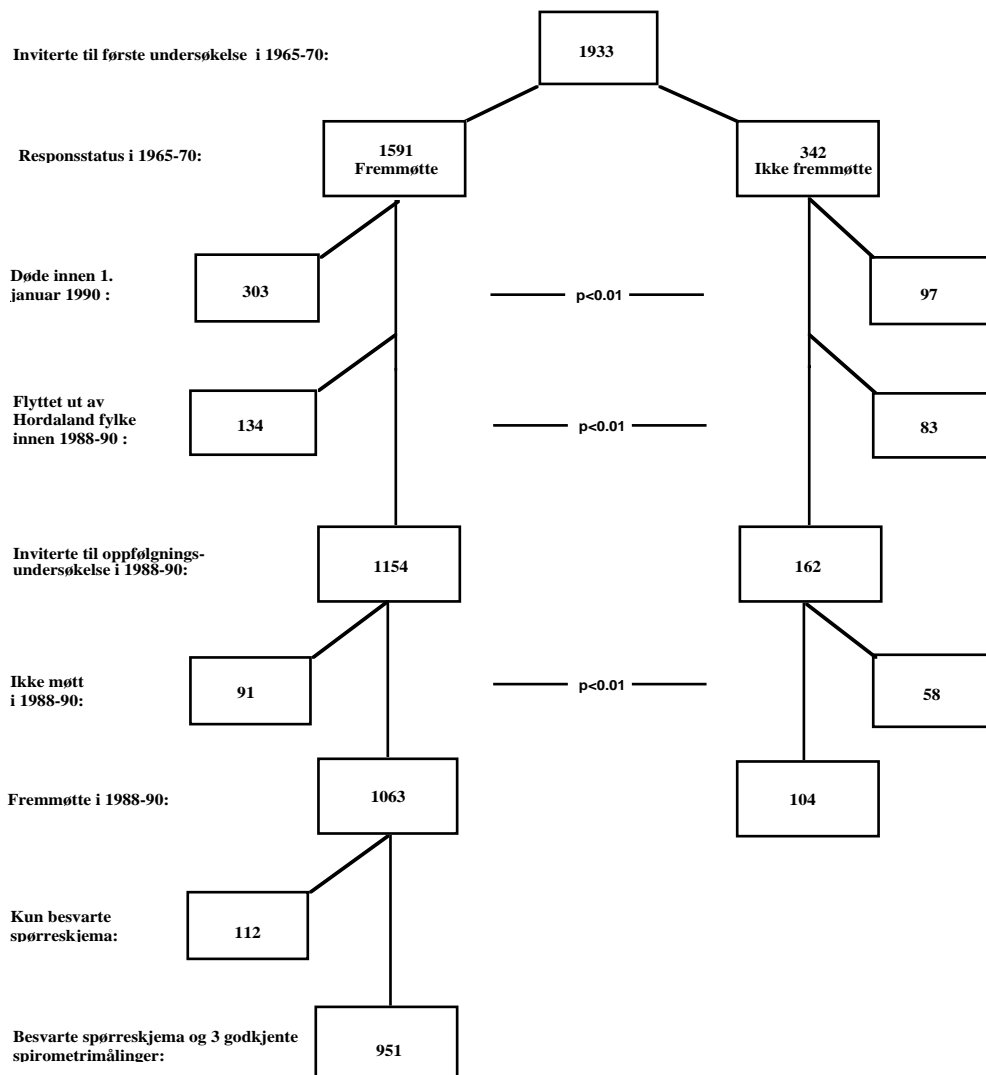 Inviterte til første undersøkelse i 1965-70:
1933
Responsstatus i 1965-70:
1591
Fremmøtte
342
Ikke fremmøtte
Døde innen 1.
januar 1990 :
303
p<0.01
97
Flyttet ut av
Hordaland fylke
innen 1988-90 :
134
p<0.01
83
Inviterte til oppfølgnings-
undersøkelse i 1988-90:
1154
162
Ikke møtt
i 1988-90:
91
p<0.01
58
Fremmøtte i 1988-90:
1063
104
Kun besvarte
spørreskjema:
112
Besvarte spørreskjema og 3 godkjente
spirometrimålinger:
951